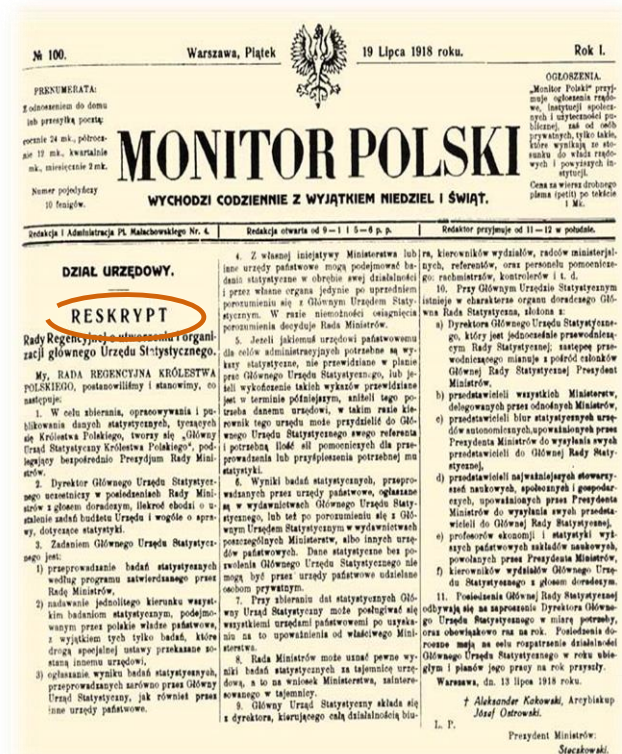 № 100.
Warszawa, Piątek
19 Lipca 1918 roku.
Rok I.
PRENUMERATA:
Z odnoszeniem do domu
lub przesyłką pocztą:
rocznie 24 mk., półrocz-
nie 12 mk., kwartalnie
mk., miesięcznie 2 mk.
Numer pojedyńczy
10 fenigów.
MONITOR POLSKI
WYCHODZI CODZIENNIE Z WYJĄTKIEM NIEDZIEL I ŚWIĄT.
OGŁOSZENIA.
„Monitor Polski" przyj-
muje ogłoszenia rządo-
we, instytucji społecz-
nych i użyteczności pu-
blicznej, zaś od osób
prywatnych, tylko takie,
które wynikają ze sto-
sunku do władz rządo-
wych i powyższych in-
stytucji.
Cena za wiersz drobnego
pisma (petit) po tekście
1 Mk.
Redakcja i Administracja Pl. Małachowskiego Nr. 4.
Redakcja otwarta od 9—1 i 5—6 p. p.
Redaktor przyjmuje od 11—12 w południe.
DZIAŁ URZĘDOWY.
RESKRYPT
Rady Regencyjnej o utworzeniu i organi-
zacji głównego Urzędu Statystycznego.
My, RADA REGENCYJNA KRÓLESTWA
POLSKIEGO, postanowiliśmy i stanowimy, co
następuje:
1. W celu zbierania, opracowywania i pu-
blikowania danych statystycznych, tyczących
się Królestwa Polskiego, tworzy się „Główny
Urząd Statystyczny Królestwa Polskiego", pod-
legający bezpośrednio Prezydjum Rady Mini-
strów.
2. Dyrektor Głównego Urzędu Statystycz-
nego uczestniczy w posiedzeniach Rady Mini-
strów z głosem doradczym, ilekroć chodzi o u-
stalenie zadań budżetu Urzędu i wogóle o spra-
wy, dotyczące statystyki.
3. Zadaniem Głównego Urzędu Statystycz-
nego jest:
1) przeprowadzanie badań statystycznych
według programu zatwierdzanego przez
Radę Ministrów,
2) nadawanie jednolitego kierunku wszyst-
kim badaniom statystycznym, podejmo-
wanym przez polskie władze państwowe,
z wyjątkiem tych tylko badań, które
drogą specjalnej ustawy przekazane zo-
staną innemu urzędowi,
3) ogłaszanie wyniku badań statystycznych,
przeprowadzanych zarówno przez Główny
Urząd Statystyczny, jak również przez
inne urzędy państwowe.
4. Z własnej inicjatywy Ministerstwa lub
inne urzędy państwowe mogą podejmować ba-
dania statystyczne w obrębie swej działalności
i przez własne organa jedynie po uprzedniem
porozumieniu się z Głównym Urzędem Staty-
stycznym. W razie niemożności osiągnięcia
porozumienia decyduje Rada Ministrów.
5. Jeżeli jakiemuś urzędowi państwowemu
dla celów administracyjnych potrzebne są wy-
kazy statystyczne, nie przewidziane w planie
prac Głównego Urzędu Statystycznego, lub je-
żeli wykończenie takich wykazów przewidziane
jest w terminie późniejszym, aniżeli tego po-
trzeba danemu urzędowi, w takim razie kie-
rownik tego urzędu może przydzielić do Głó-
wnego Urzędu Statystycznego swego referenta
i potrzebną ilość sił pomocniczych dla prze-
prowadzenia lub przyśpieszenia potrzebnej mu
statystyki.
6. Wyniki badań statystycznych, przepro-
wadzanych przez urzędy państwowe, ogłaszane
są w wydawnictwach Głównego Urzędu Staty-
stycznego, lub też po porozumieniu się z Głó-
wnym Urzędem Statystycznym w wydawnictwach
poszczególnych Ministerstw, albo innych urzę-
dów państwowych. Dane statystyczne bez po-
zwolenia Głównego Urzędu Statystycznego nie
mogą być przez urzędy państwowe udzielane
osobom prywatnym.
7. Przy zbieraniu dat statystycznych Głó-
wny Urząd Statystyczny może posługiwać się
wszystkiemi urzędami państwowemi po uzyska-
niu na to upoważnienia od właściwego Mini-
sterstwa.
8. Rada Ministrów może uznać pewne wy-
niki badań statystycznych za tajemnicę urzę-
dową, a to na wniosek Ministerstwa, zaintere-
sowanego w tajemnicy.
9. Główny Urząd Statystyczny składa się
z dyrektora, kierującego całą działalnością biu-
ra, kierowników wydziałów, radców ministerjal-
nych, referentów, oraz personelu pomocnicze-
go: rachmistrzów, kontrolerów i t. d.
10. Przy Głównym Urzędzie Statystycznym
istnieje w charakterze organu doradczego Głó-
wna Rada Statystyczna, złożona z:
a) Dyrektora Głównego Urzędu Statystyczne-
go, który jest jednocześnie przewodniczą-
cym Rady Statystycznej; zastępcę prze-
wodniczącego mianuje z pośród członków
Głównej Rady Statystycznej Prezydent
Ministrów,
b) przedstawicieli wszystkich Ministerstw,
delegowanych przez odnośnych Ministrów,
c) przedstawicieli biur statystycznych urzę-
dów autonomicznych, upoważnionych przez
Prezydenta Ministrów do wysyłania swych
przedstawicieli do Głównej Rady Staty-
stycznej,
d) przedstawicieli najważniejszych stowarzy-
szeń naukowych, społecznych i gospodar-
czych, upoważnionych przez Prezydenta
Ministrów do wysyłania swych przedsta-
wicieli do Głównej Rady Statystycznej,
e) profesorów ekonomji i statystyki wyż-
szych państwowych zakładów naukowych,
powołanych przez Prezydenta Ministrów,
f) kierowników wydziałów Głównego Urzę-
du Statystycznego z głosem doradczym.
11. Posiedzenia Głównej Rady Statystycznej
odbywają się na zaproszenie Dyrektora Główne-
go Urzędu Statystycznego w miarę potrzeby,
oraz obowiązkowo raz na rok. Posiedzenia do-
roczne mają na celu rozpatrzenie działalności
Głównego Urzędu Statystycznego w roku ubie-
głym i planów jego pracy na rok przyszły.
Warszawa, dn. 13 lipca 1918 roku.
† Aleksander Kakowski, Arcybiskup
Józef Ostrowski.
L. P.
Prezydent Ministrów:
Steczkowski.